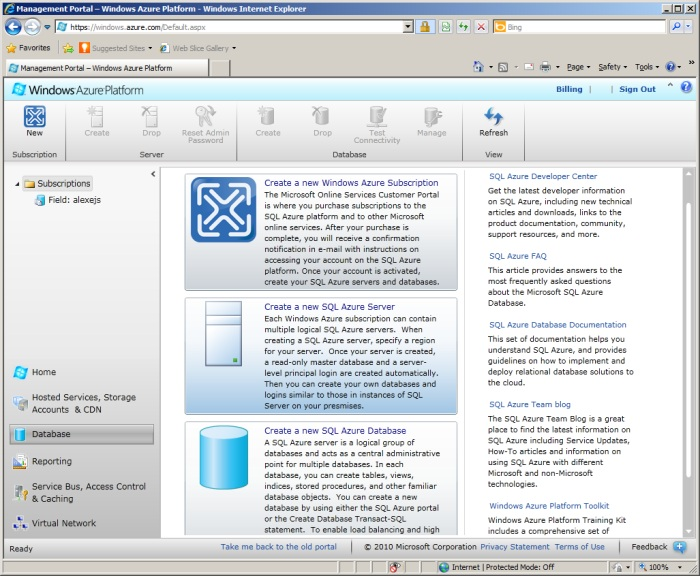 Management Portal – Windows Azure Platform - Windows Internet Explorer
https://windows.azure.com/Default.aspx
Bing
Favorites
Suggested Sites
Web Slice Gallery
Management Portal – Windows Azure Platform
Page
Safety
Tools
Windows Azure Platform
Billing | | Sign Out
New
Create
Drop
Reset Admin
Password
Create
Drop
Test
Connectivity
Manage
Refresh
Subscription
Server
Database
View
Subscriptions
Field: alexejs
Home
Hosted Services, Storage
Accounts & CDN
Database
Reporting
Service Bus, Access Control
& Caching
Virtual Network
Create a new Windows Azure Subscription
The Microsoft Online Services Customer Portal
is where you purchase subscriptions to the
SQL Azure platform and to other Microsoft
online services. After your purchase is
complete, you will receive a confirmation
notification in e-mail with instructions on
accessing your account on the SQL Azure
platform. Once your account is activated,
create your SQL Azure servers and databases.
Create a new SQL Azure Server
Each Windows Azure subscription can contain
multiple logical SQL Azure servers. When
creating a SQL Azure server, specify a region
for your server. Once your server is created,
a read-only master database and a server-
level principal login are created automatically.
Then you can create your own databases and
logins similar to those in instances of SQL
Server on your presmises.
Create a new SQL Azure Database
A SQL Azure server is a logical group of
databases and acts as a central administrative
point for multiple databases. In each
database, you can create tables, views,
indices, stored procedures, and other familiar
database objects. You can create a new
database by using either the SQL Azure portal
or the Create Database Transact-SQL
statement. To enable load balancing and high
SQL Azure Developer Center
Get the latest developer information
on SQL Azure, including new technical
articles and downloads, links to the
product documentation, community,
support resources, and more.
SQL Azure FAQ
This article provides answers to the
most frequently asked questions
about the Microsoft SQL Azure
Database.
SQL Azure Database Documentation
This set of documentation helps you
understand SQL Azure, and provides
guidelines on how to implement and
deploy relational database solutions to
the cloud.
SQL Azure Team blog
The SQL Azure Team Blog is a great
place to find the latest information on
SQL Azure including Service Updates,
How-To articles and information on
using SQL Azure with different
Microsoft and non-Microsoft
technologies.
Windows Azure Platform Toolkit
Windows Azure Platform Training Kit
includes a comprehensive set of
Ready
Take me back to the old portal | © 2010 Microsoft Corporation Privacy Statement Terms of Use
Feedback
Internet | Protected Mode: Off
100%